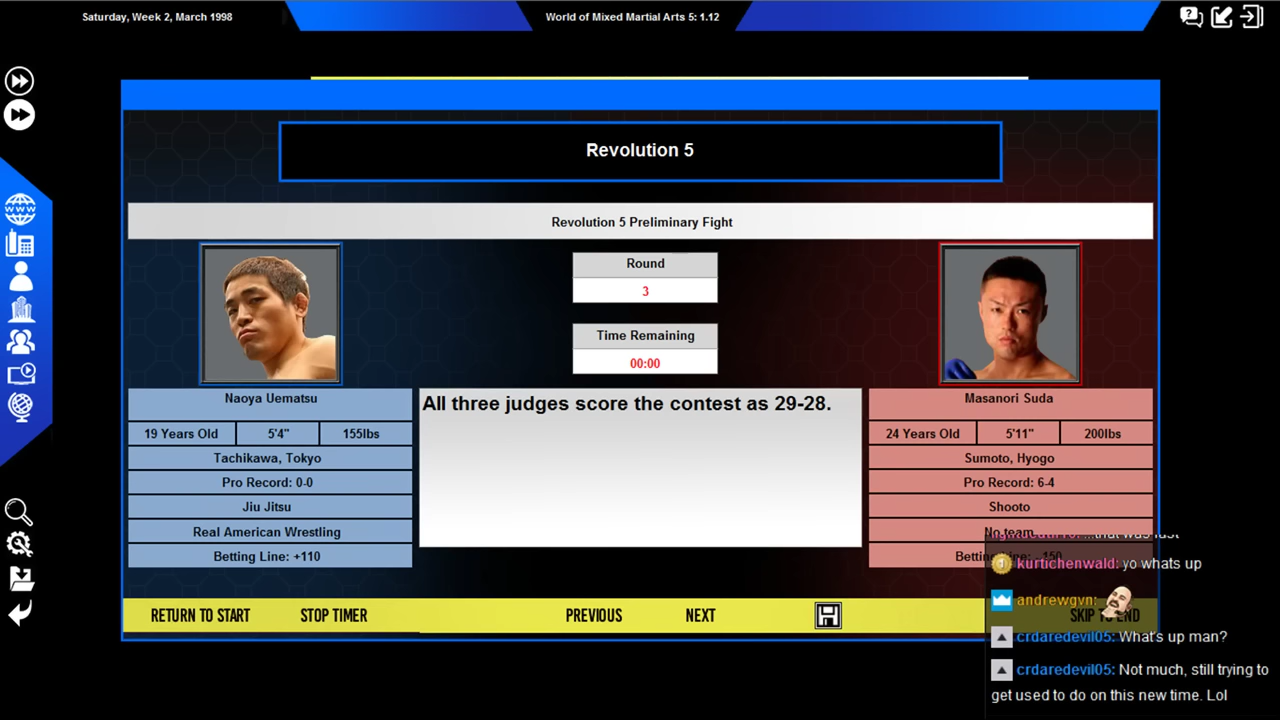 Saturday, Week 2, March 1998
World of Mixed Martial Arts 5: 1.12
Revolution 5
Revolution 5 Preliminary Fight
Round
3
Time Remaining
00:00
Naoya Uematsu
19 Years Old 5'4" 155lbs
Tachikawa, Tokyo
Pro Record: 0-0
Jiu Jitsu
Real American Wrestling
Betting Line: +110
All three judges score the contest as 29-28.
Masanori Suda
24 Years Old 5'11" 200lbs
Sumoto, Hyogo
Pro Record: 6-4
Shooto
No team
Betting Line: -150
RETURN TO START STOP TIMER PREVIOUS NEXT SKIP TO END
kurtichenwald: yo whats up
andrewgvn:
crdaredevil05: What's up man?
crdaredevil05: Not much, still trying to
get used to do on this new time. Lol